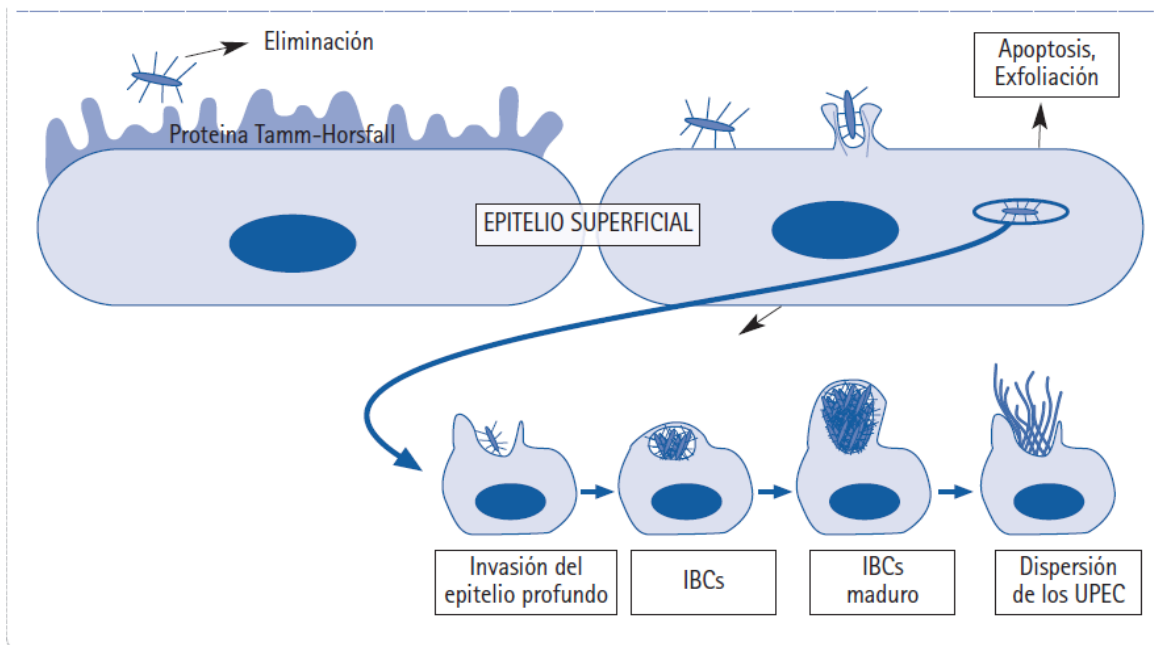 Eliminación
Proteina Tamm-Horsfall
Apoptosis,
Exfoliación
EPITELIO SUPERFICIAL
Invasión del
epitelio profundo
IBCs
IBCs
maduro
Dispersión
de los UPEC